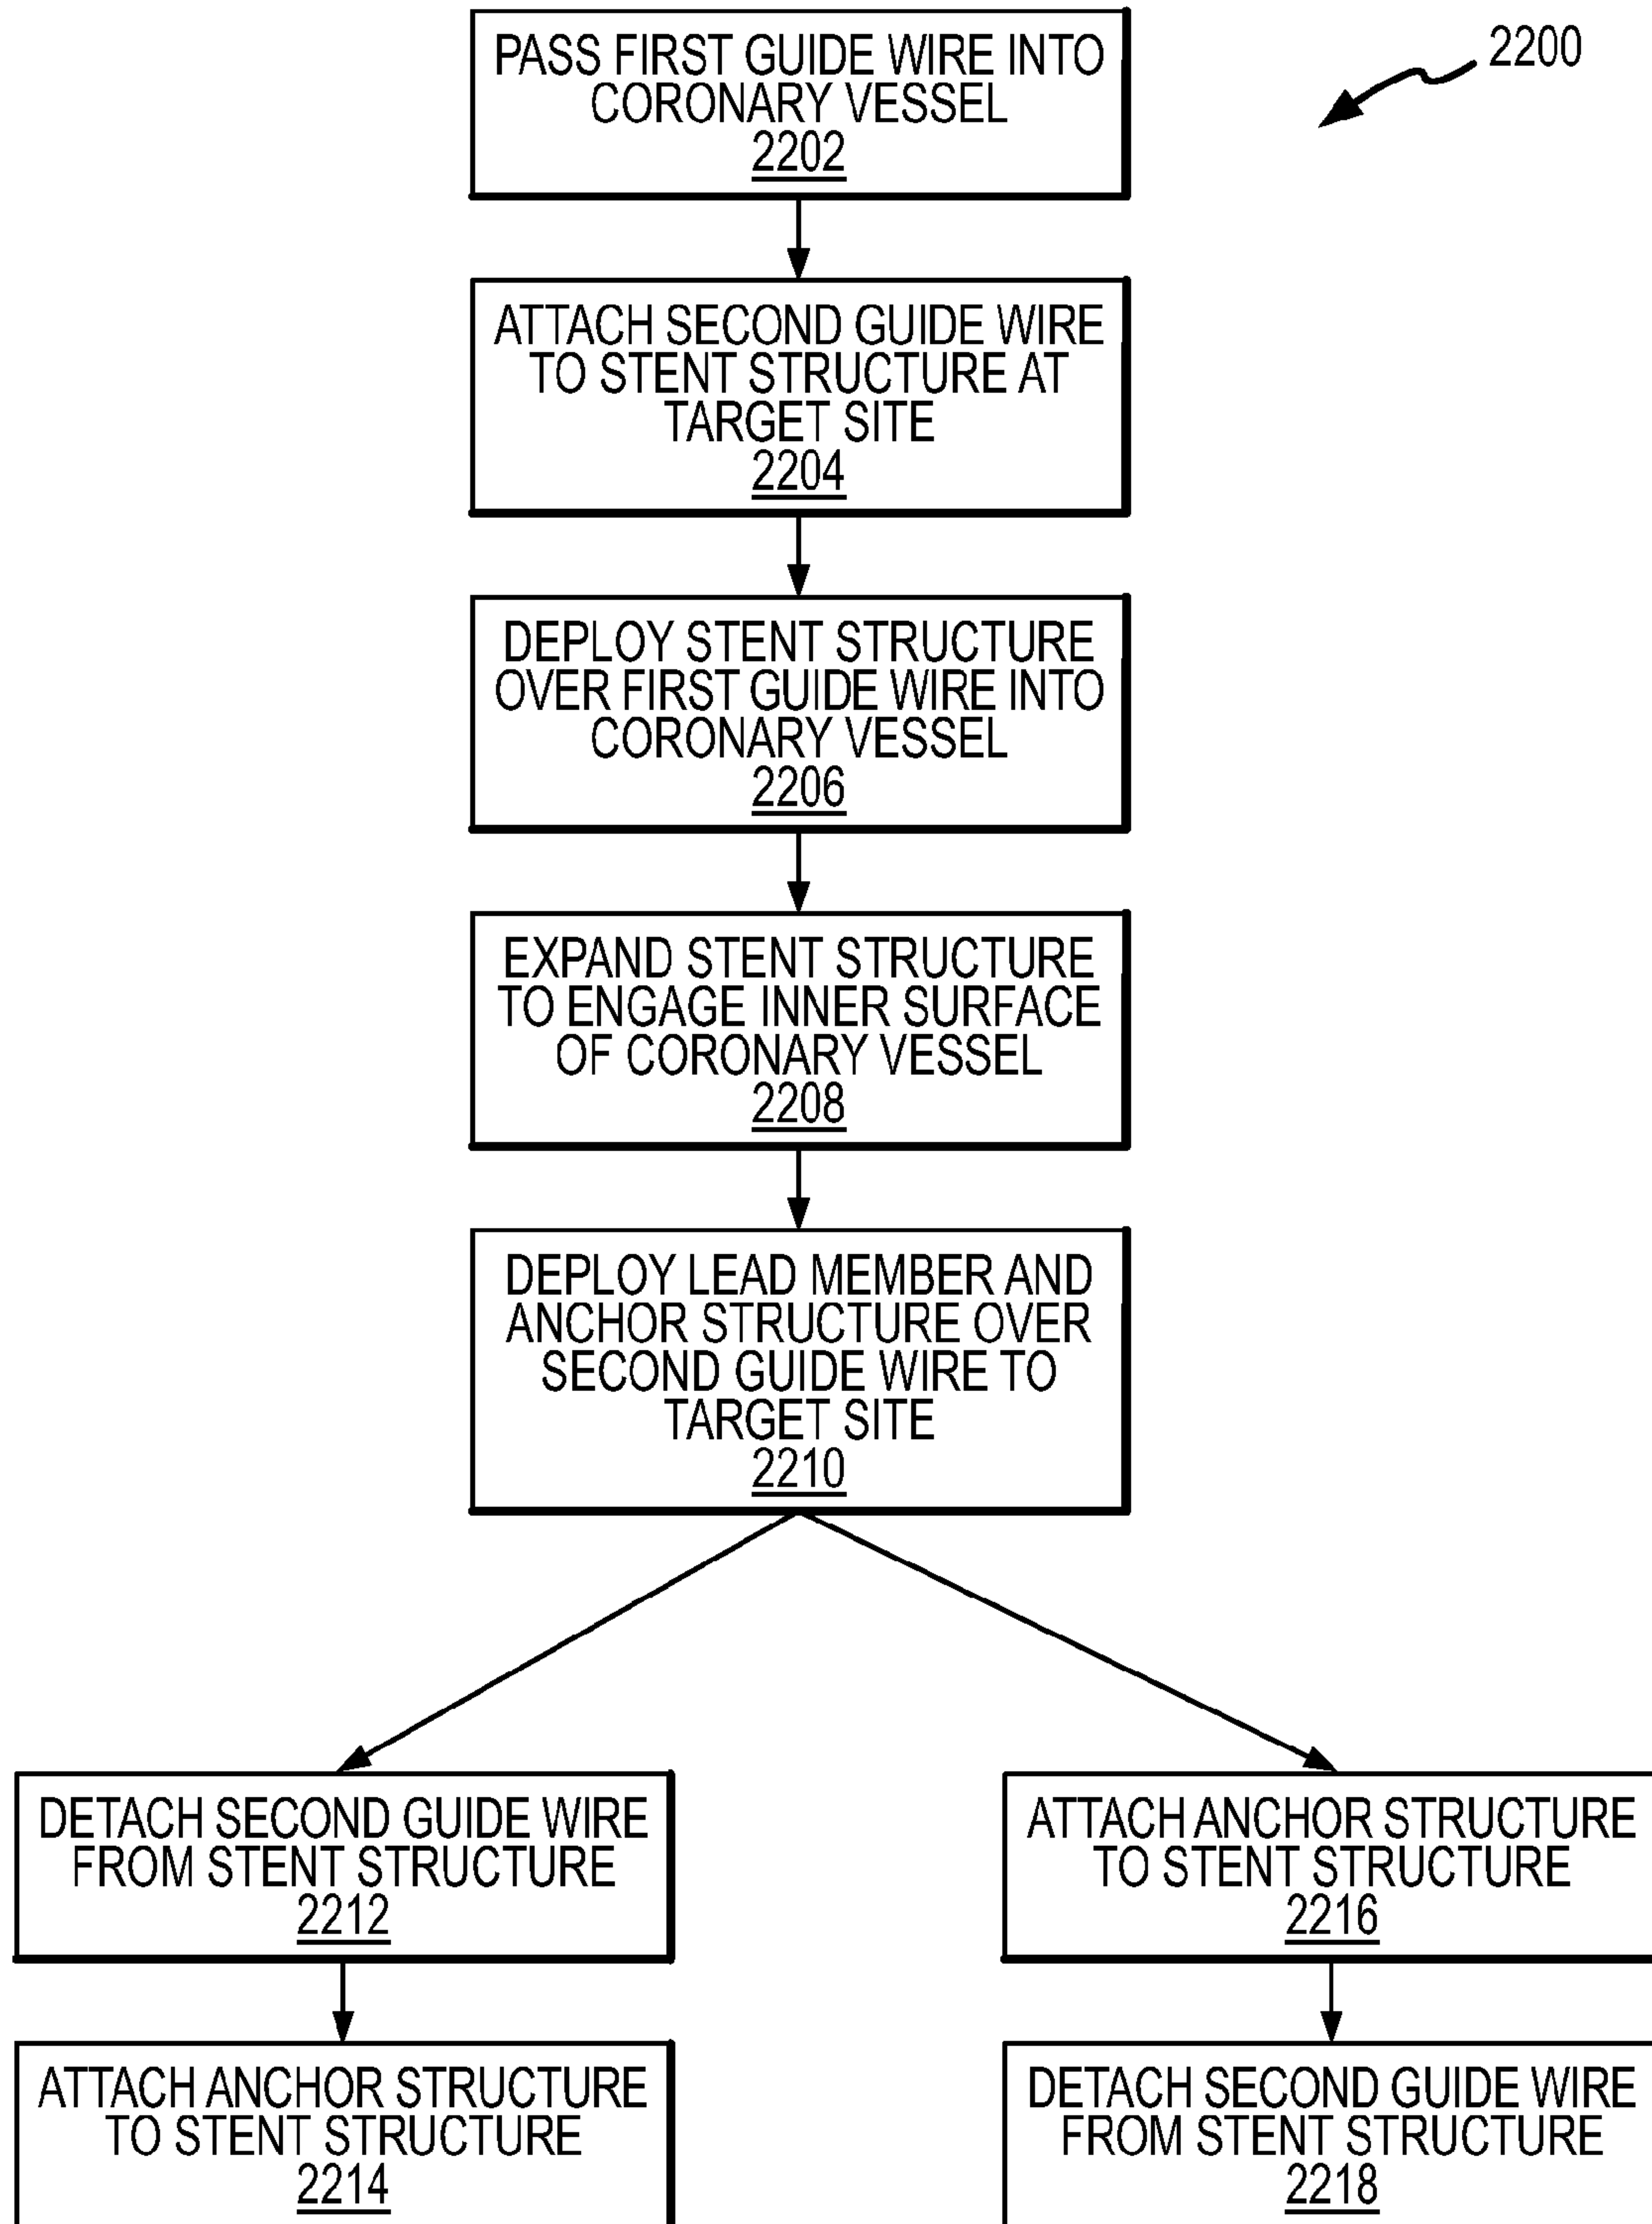 PASS FIRST GUIDE WIRE INTO
CORONARY VESSEL
2202
2200
ATTACH SECOND GUIDE WIRE
TO STENT STRUCTURE AT
TARGET SITE
2204
DEPLOY STENT STRUCTURE
OVER FIRST GUIDE WIRE INTO
CORONARY VESSEL
2206
EXPAND STENT STRUCTURE
TO ENGAGE INNER SURFACE
OF CORONARY VESSEL
2208
DEPLOY LEAD MEMBER AND
ANCHOR STRUCTURE OVER
SECOND GUIDE WIRE TO
TARGET SITE
2210
DETACH SECOND GUIDE WIRE
FROM STENT STRUCTURE
2212
ATTACH ANCHOR STRUCTURE
TO STENT STRUCTURE
2214
ATTACH ANCHOR STRUCTURE
TO STENT STRUCTURE
2216
DETACH SECOND GUIDE WIRE
FROM STENT STRUCTURE
2218